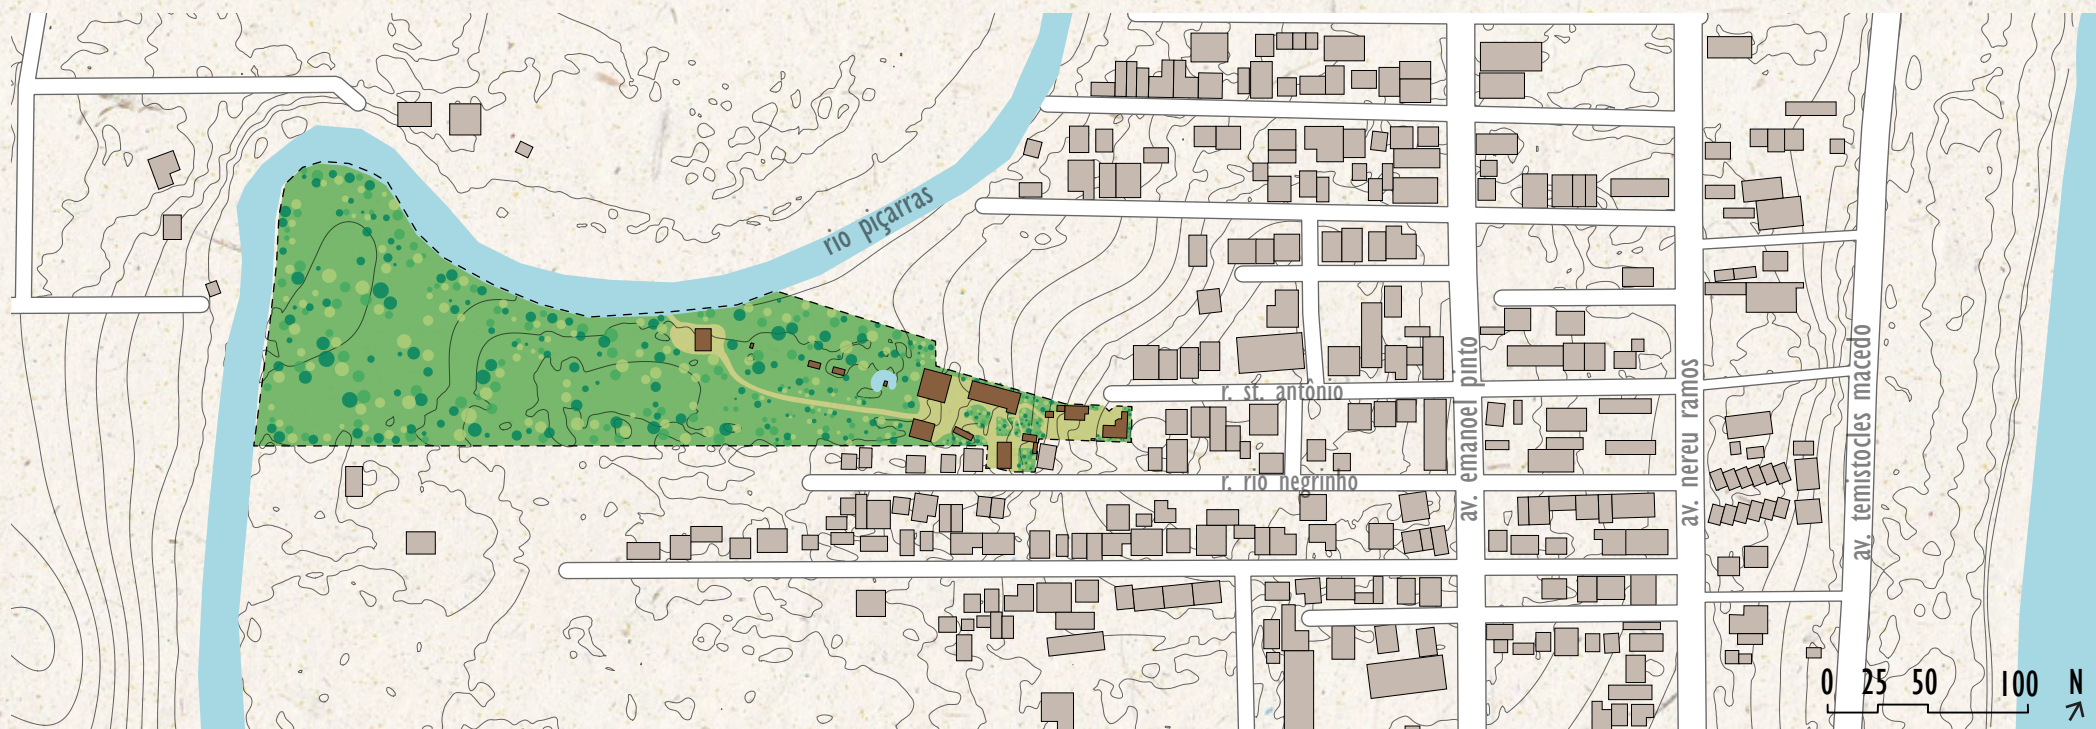 rio piçarras
r. st. antônio
r. rio negrinho
av. emanoel pinto
av. nereu ramos
av. temistocles macedo
0 25 50 100 N